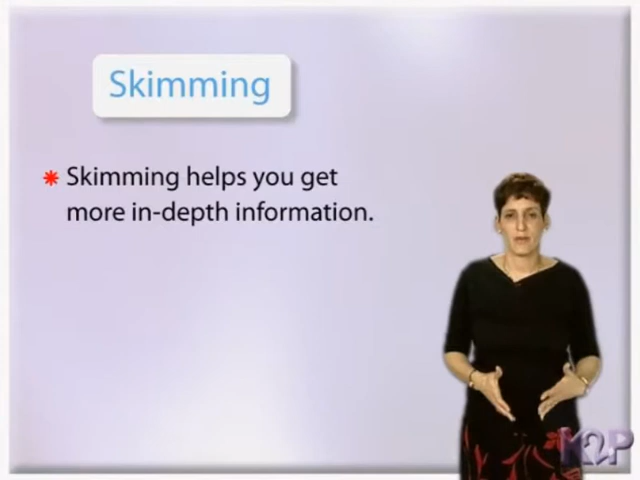 Skimming
Skimming helps you get
more in-depth information.
K2P